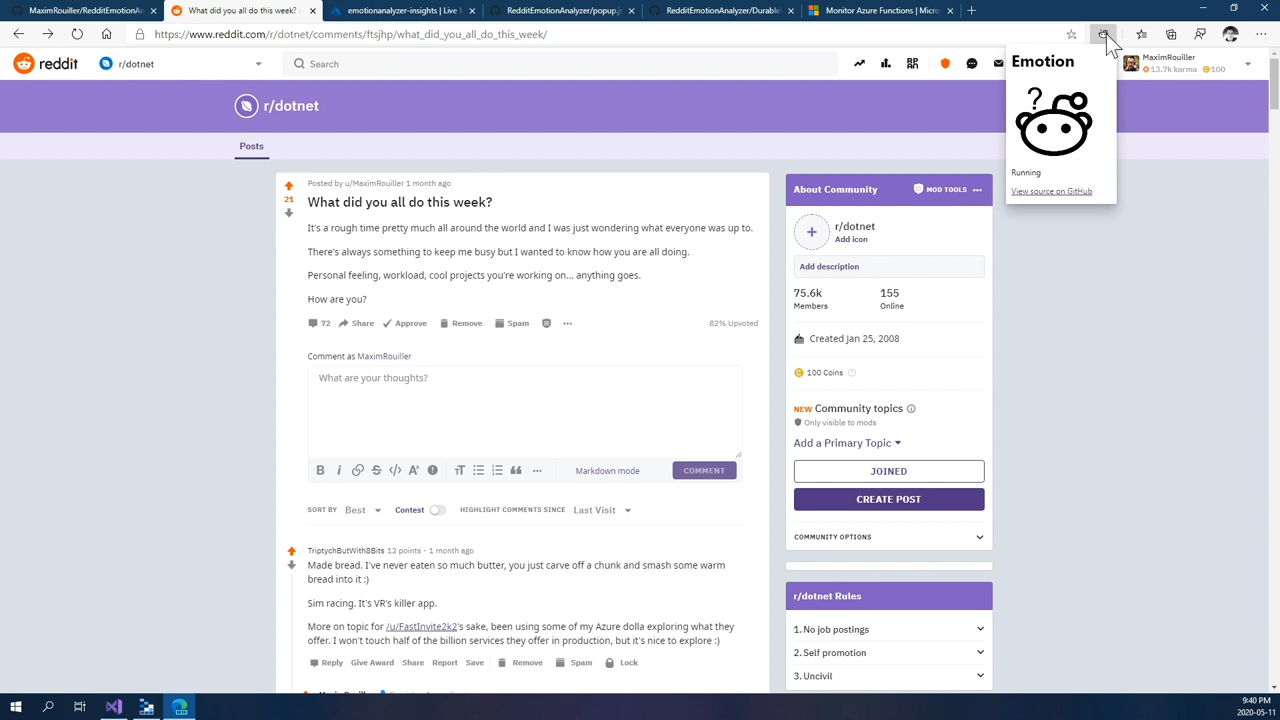 MaximRouiller/RedditEmotionAnal
What did you all do this week? :
emotionanalyzer-insights | Live M
RedditEmotionAnalyzer/popup.js
RedditEmotionAnalyzer/Durable
Monitor Azure Functions | Micros
https://www.reddit.com/r/dotnet/comments/ftsjhp/what_did_you_all_do_this_week/
reddit
r/dotnet
Search
MaximRouiller
13.7k karma
100
Emotion
?
Running
View source on GitHub
r/dotnet
Posts
Posted by u/MaximRouiller 1 month ago
21
What did you all do this week?
It's a rough time pretty much all around the world and I was just wondering what everyone was up to.
There's always something to keep me busy but I wanted to know how you are all doing.
Personal feeling, workload, cool projects you're working on... anything goes.
How are you?
72 Share Approve Remove Spam
82% Upvoted
Comment as MaximRouiller
What are your thoughts?
Markdown mode
COMMENT
SORT BY Best Contest HIGHLIGHT COMMENTS SINCE Last Visit
TriptychButWith8Bits 12 points · 1 month ago
Made bread. I've never eaten so much butter, you just carve off a chunk and smash some warm
bread into it :)
Sim racing. It's VR's killer app.
More on topic for /u/FastInvite2k2's sake, been using some of my Azure dolla exploring what they
offer. I won't touch half of the billion services they offer in production, but it's nice to explore :)
Reply Give Award Share Report Save Remove Spam Lock
About Community
MOD TOOLS
r/dotnet
Add icon
Add description
75.6k
Members
155
Online
Created Jan 25, 2008
100 Coins
NEW Community topics
Only visible to mods
Add a Primary Topic
JOINED
CREATE POST
COMMUNITY OPTIONS
r/dotnet Rules
1. No job postings
2. Self promotion
3. Uncivil
9:40 PM
2020-05-11